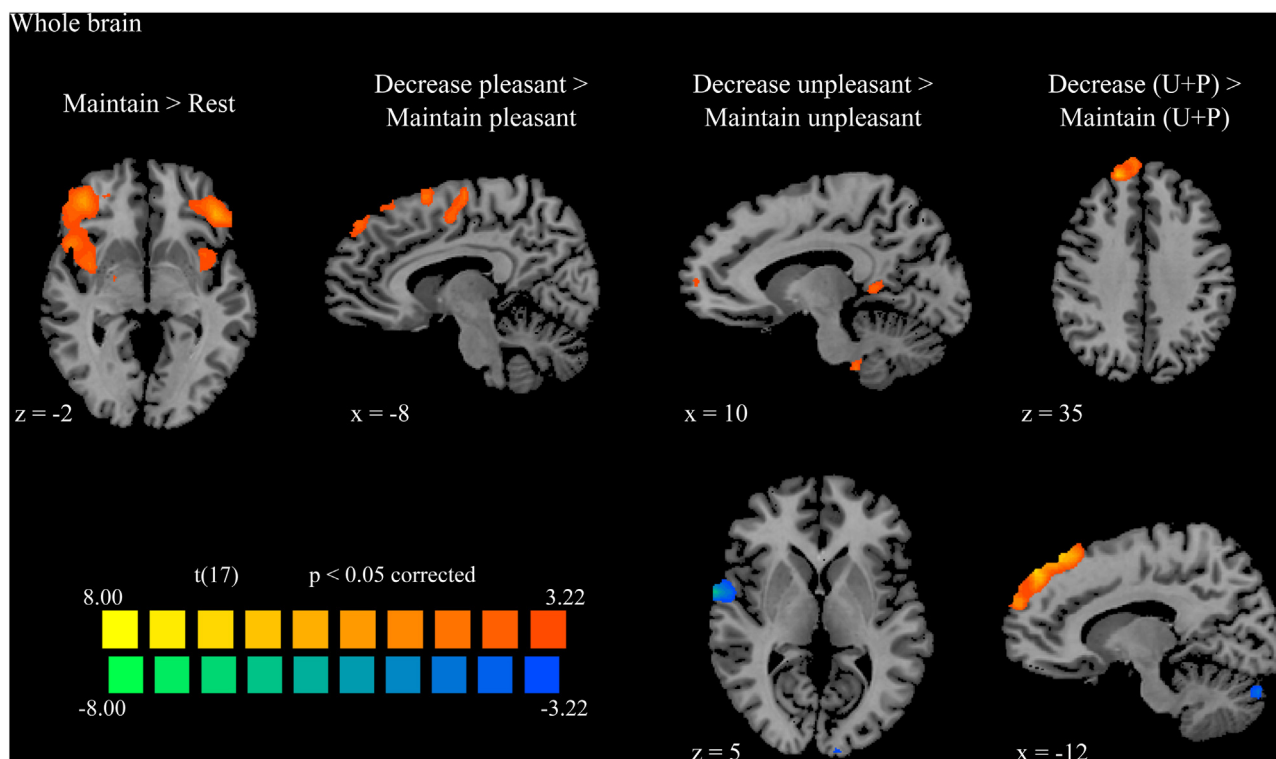 Whole brain
Maintain > Rest
Decrease pleasant >
Maintain pleasant
Decrease unpleasant >
Maintain unpleasant
Decrease (U+P) >
Maintain (U+P)
z = -2
x = -8
x = 10
z = 35
t(17) p < 0.05 corrected
8.00 3.22
-8.00 -3.22
z = 5
x = -12